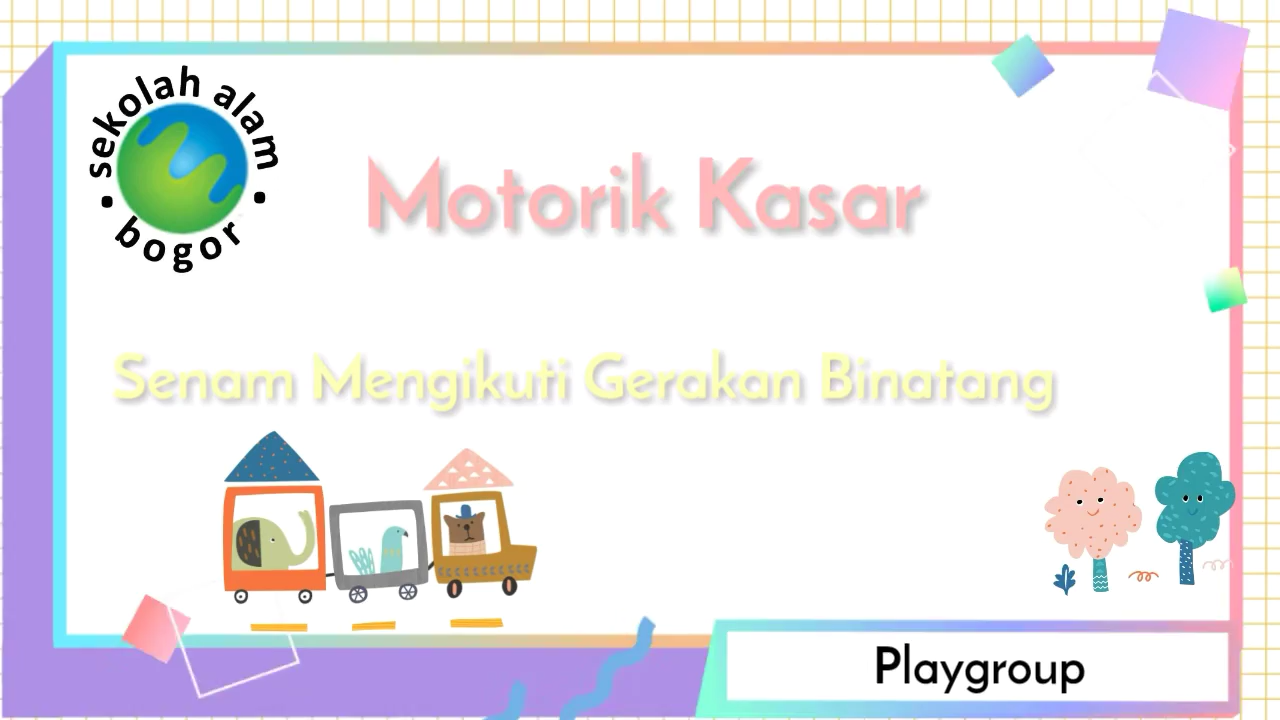 sekolah alam
bogor
Motorik Kasar
Senam Mengikuti Gerakan Binatang
Playgroup